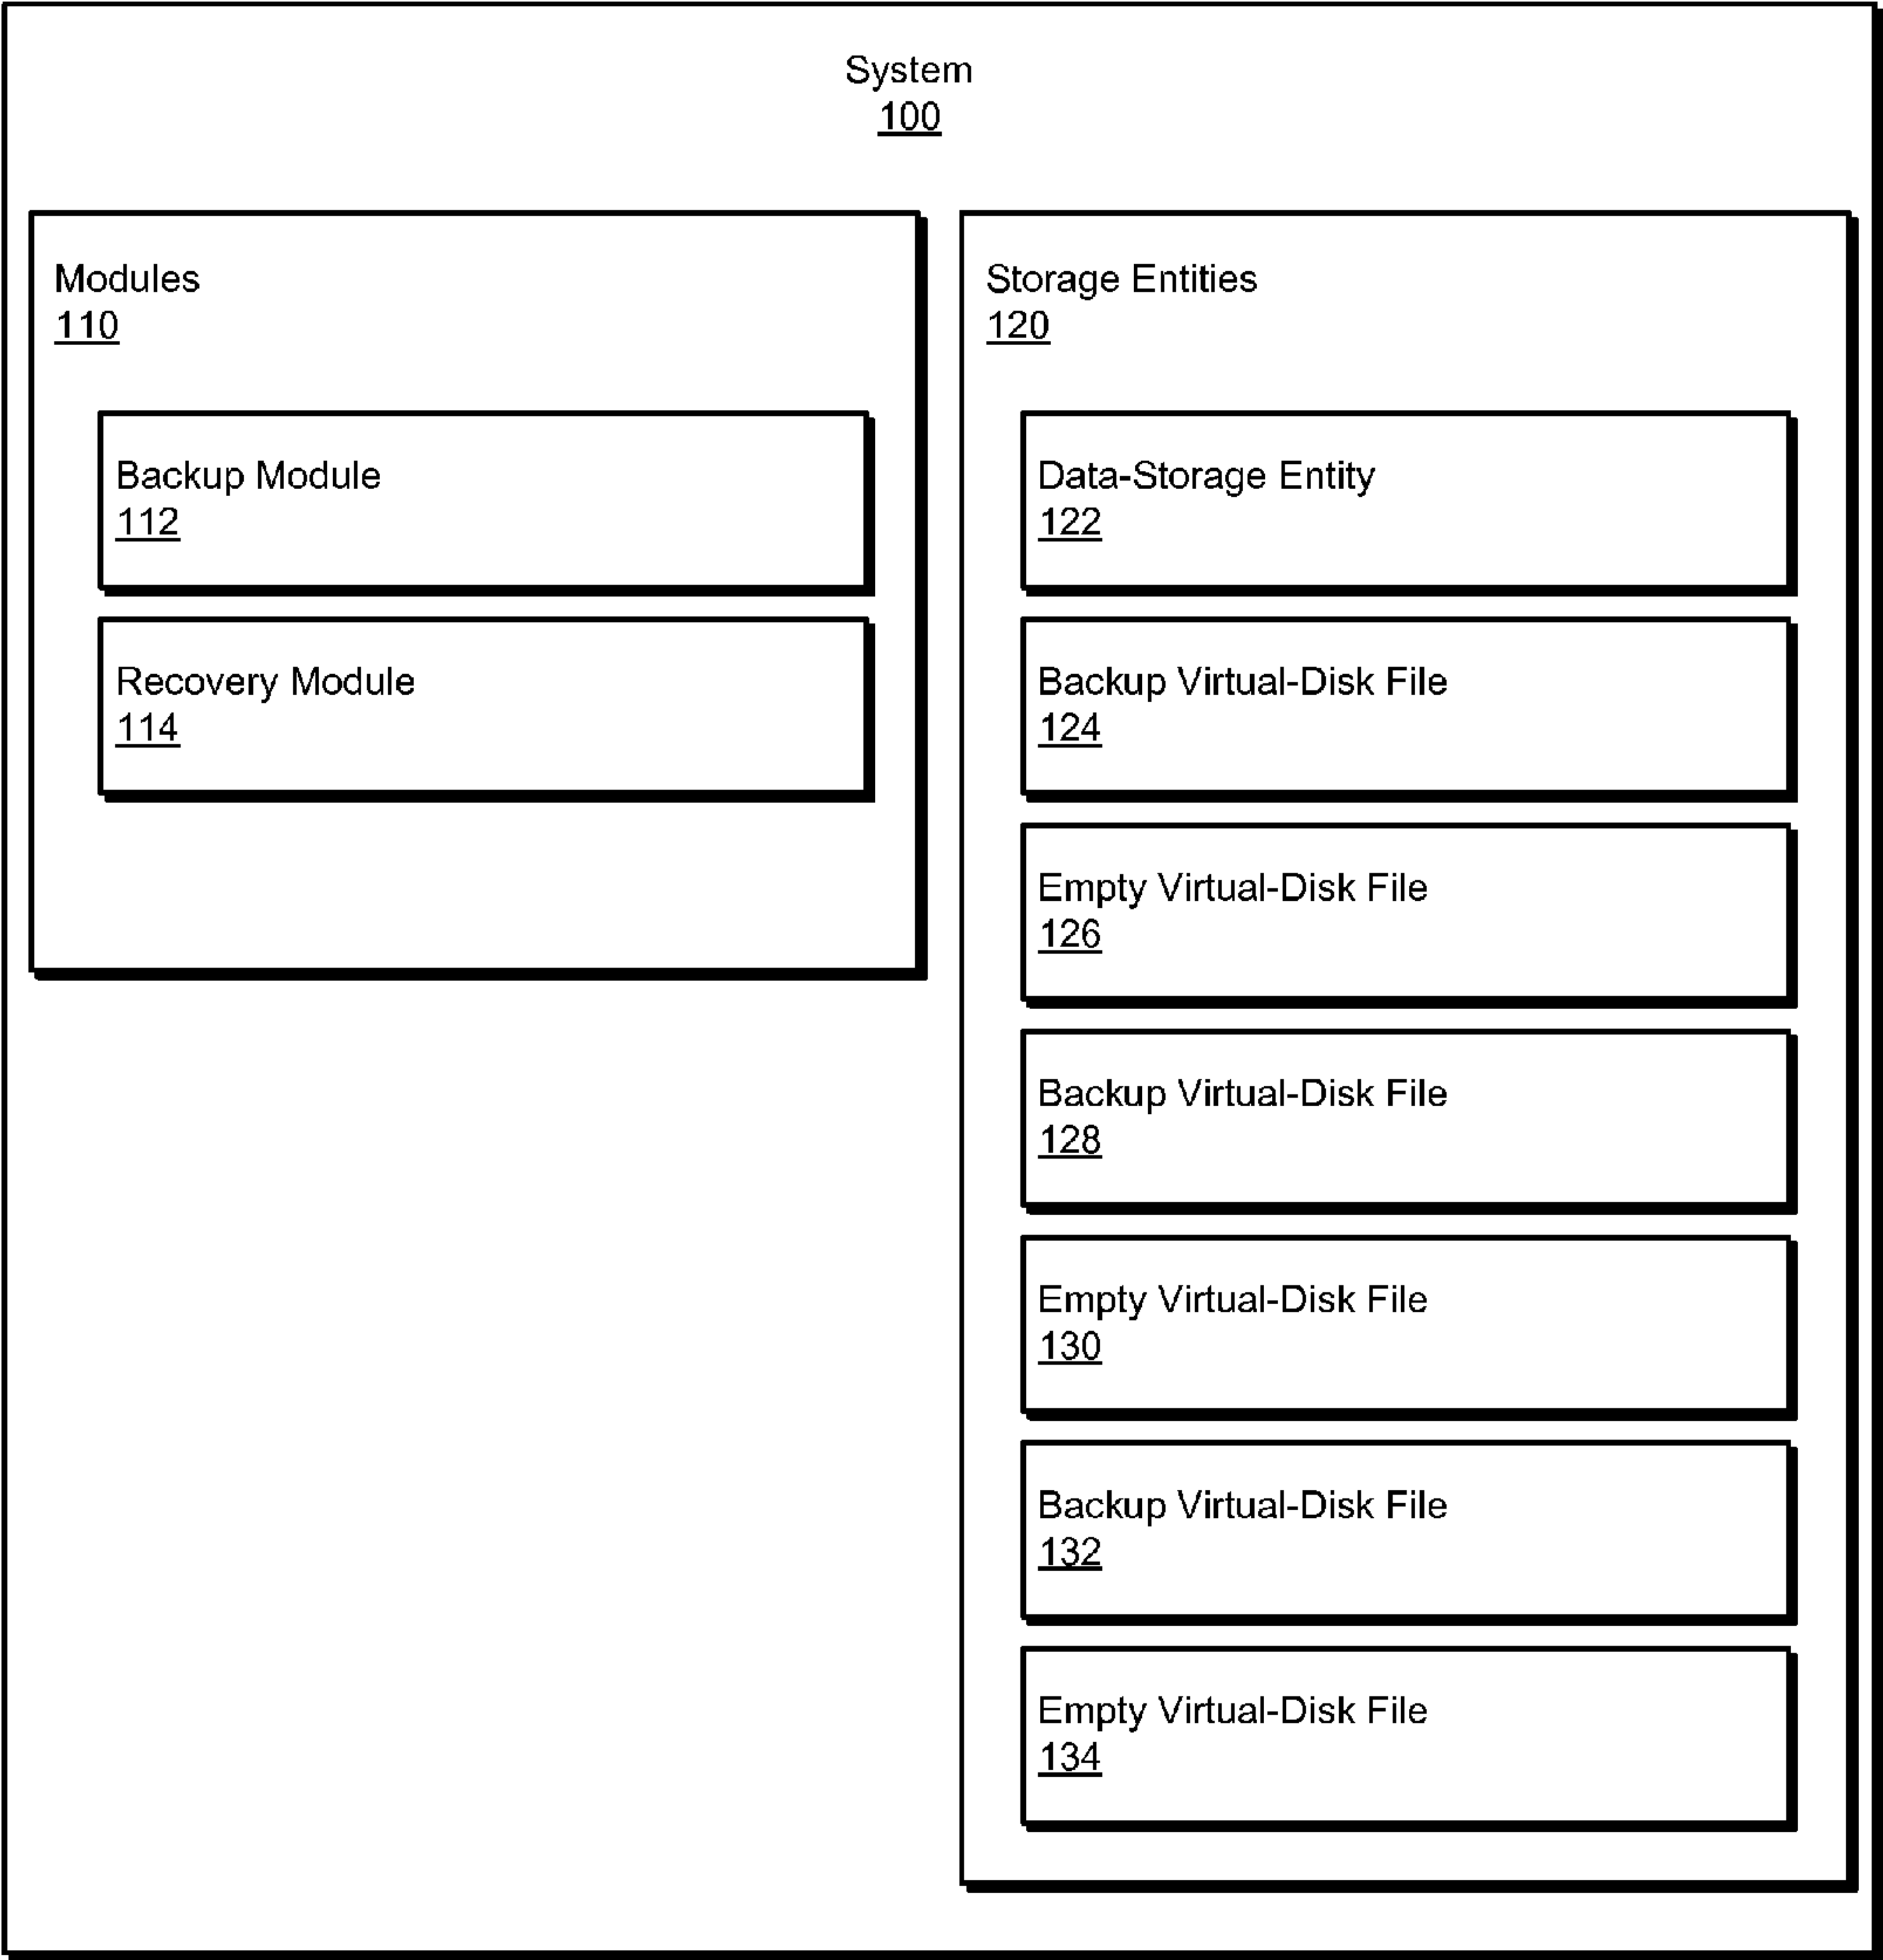 System
100
Modules
110
Backup Module
112
Recovery Module
114
Storage Entities
120
Data-Storage Entity
122
Backup Virtual-Disk File
124
Empty Virtual-Disk File
126
Backup Virtual-Disk File
128
Empty Virtual-Disk File
130
Backup Virtual-Disk File
132
Empty Virtual-Disk File
134